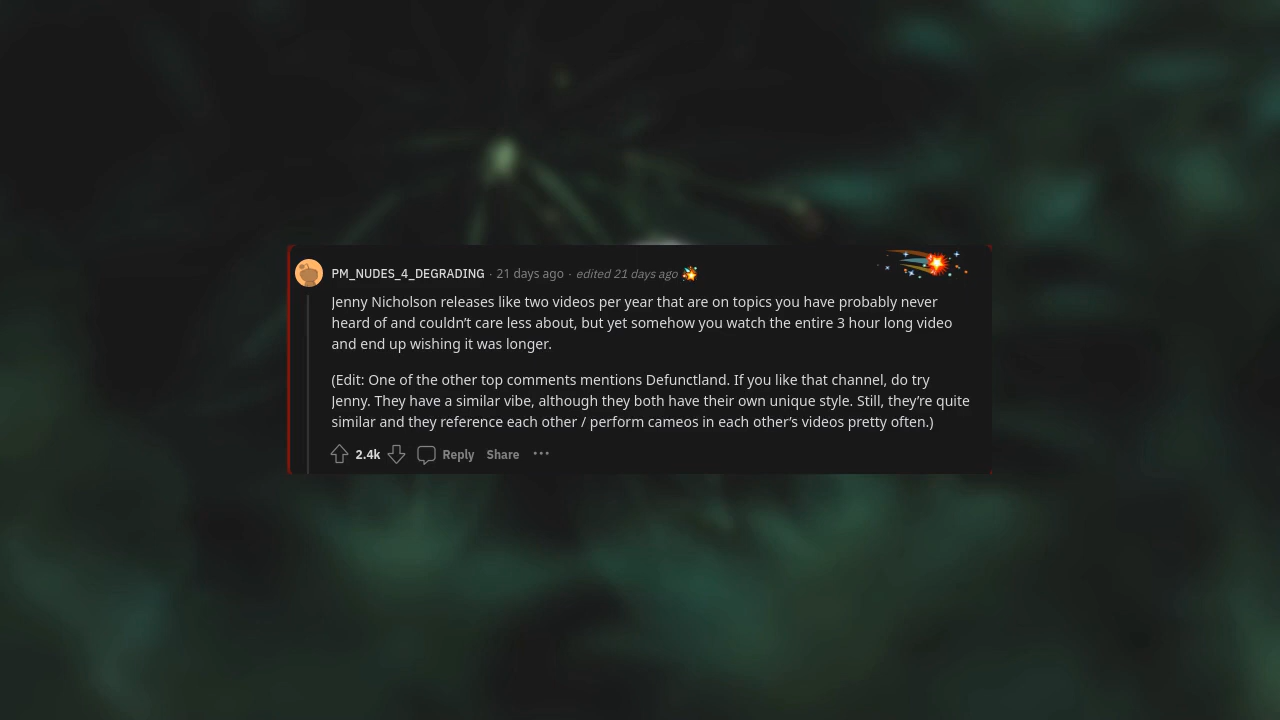 PM_NUDES_4_DEGRADING · 21 days ago · edited 21 days ago
Jenny Nicholson releases like two videos per year that are on topics you have probably never
heard of and couldn’t care less about, but yet somehow you watch the entire 3 hour long video
and end up wishing it was longer.
(Edit: One of the other top comments mentions Defunctland. If you like that channel, do try
Jenny. They have a similar vibe, although they both have their own unique style. Still, they’re quite
similar and they reference each other / perform cameos in each other’s videos pretty often.)
2.4k Reply Share ···